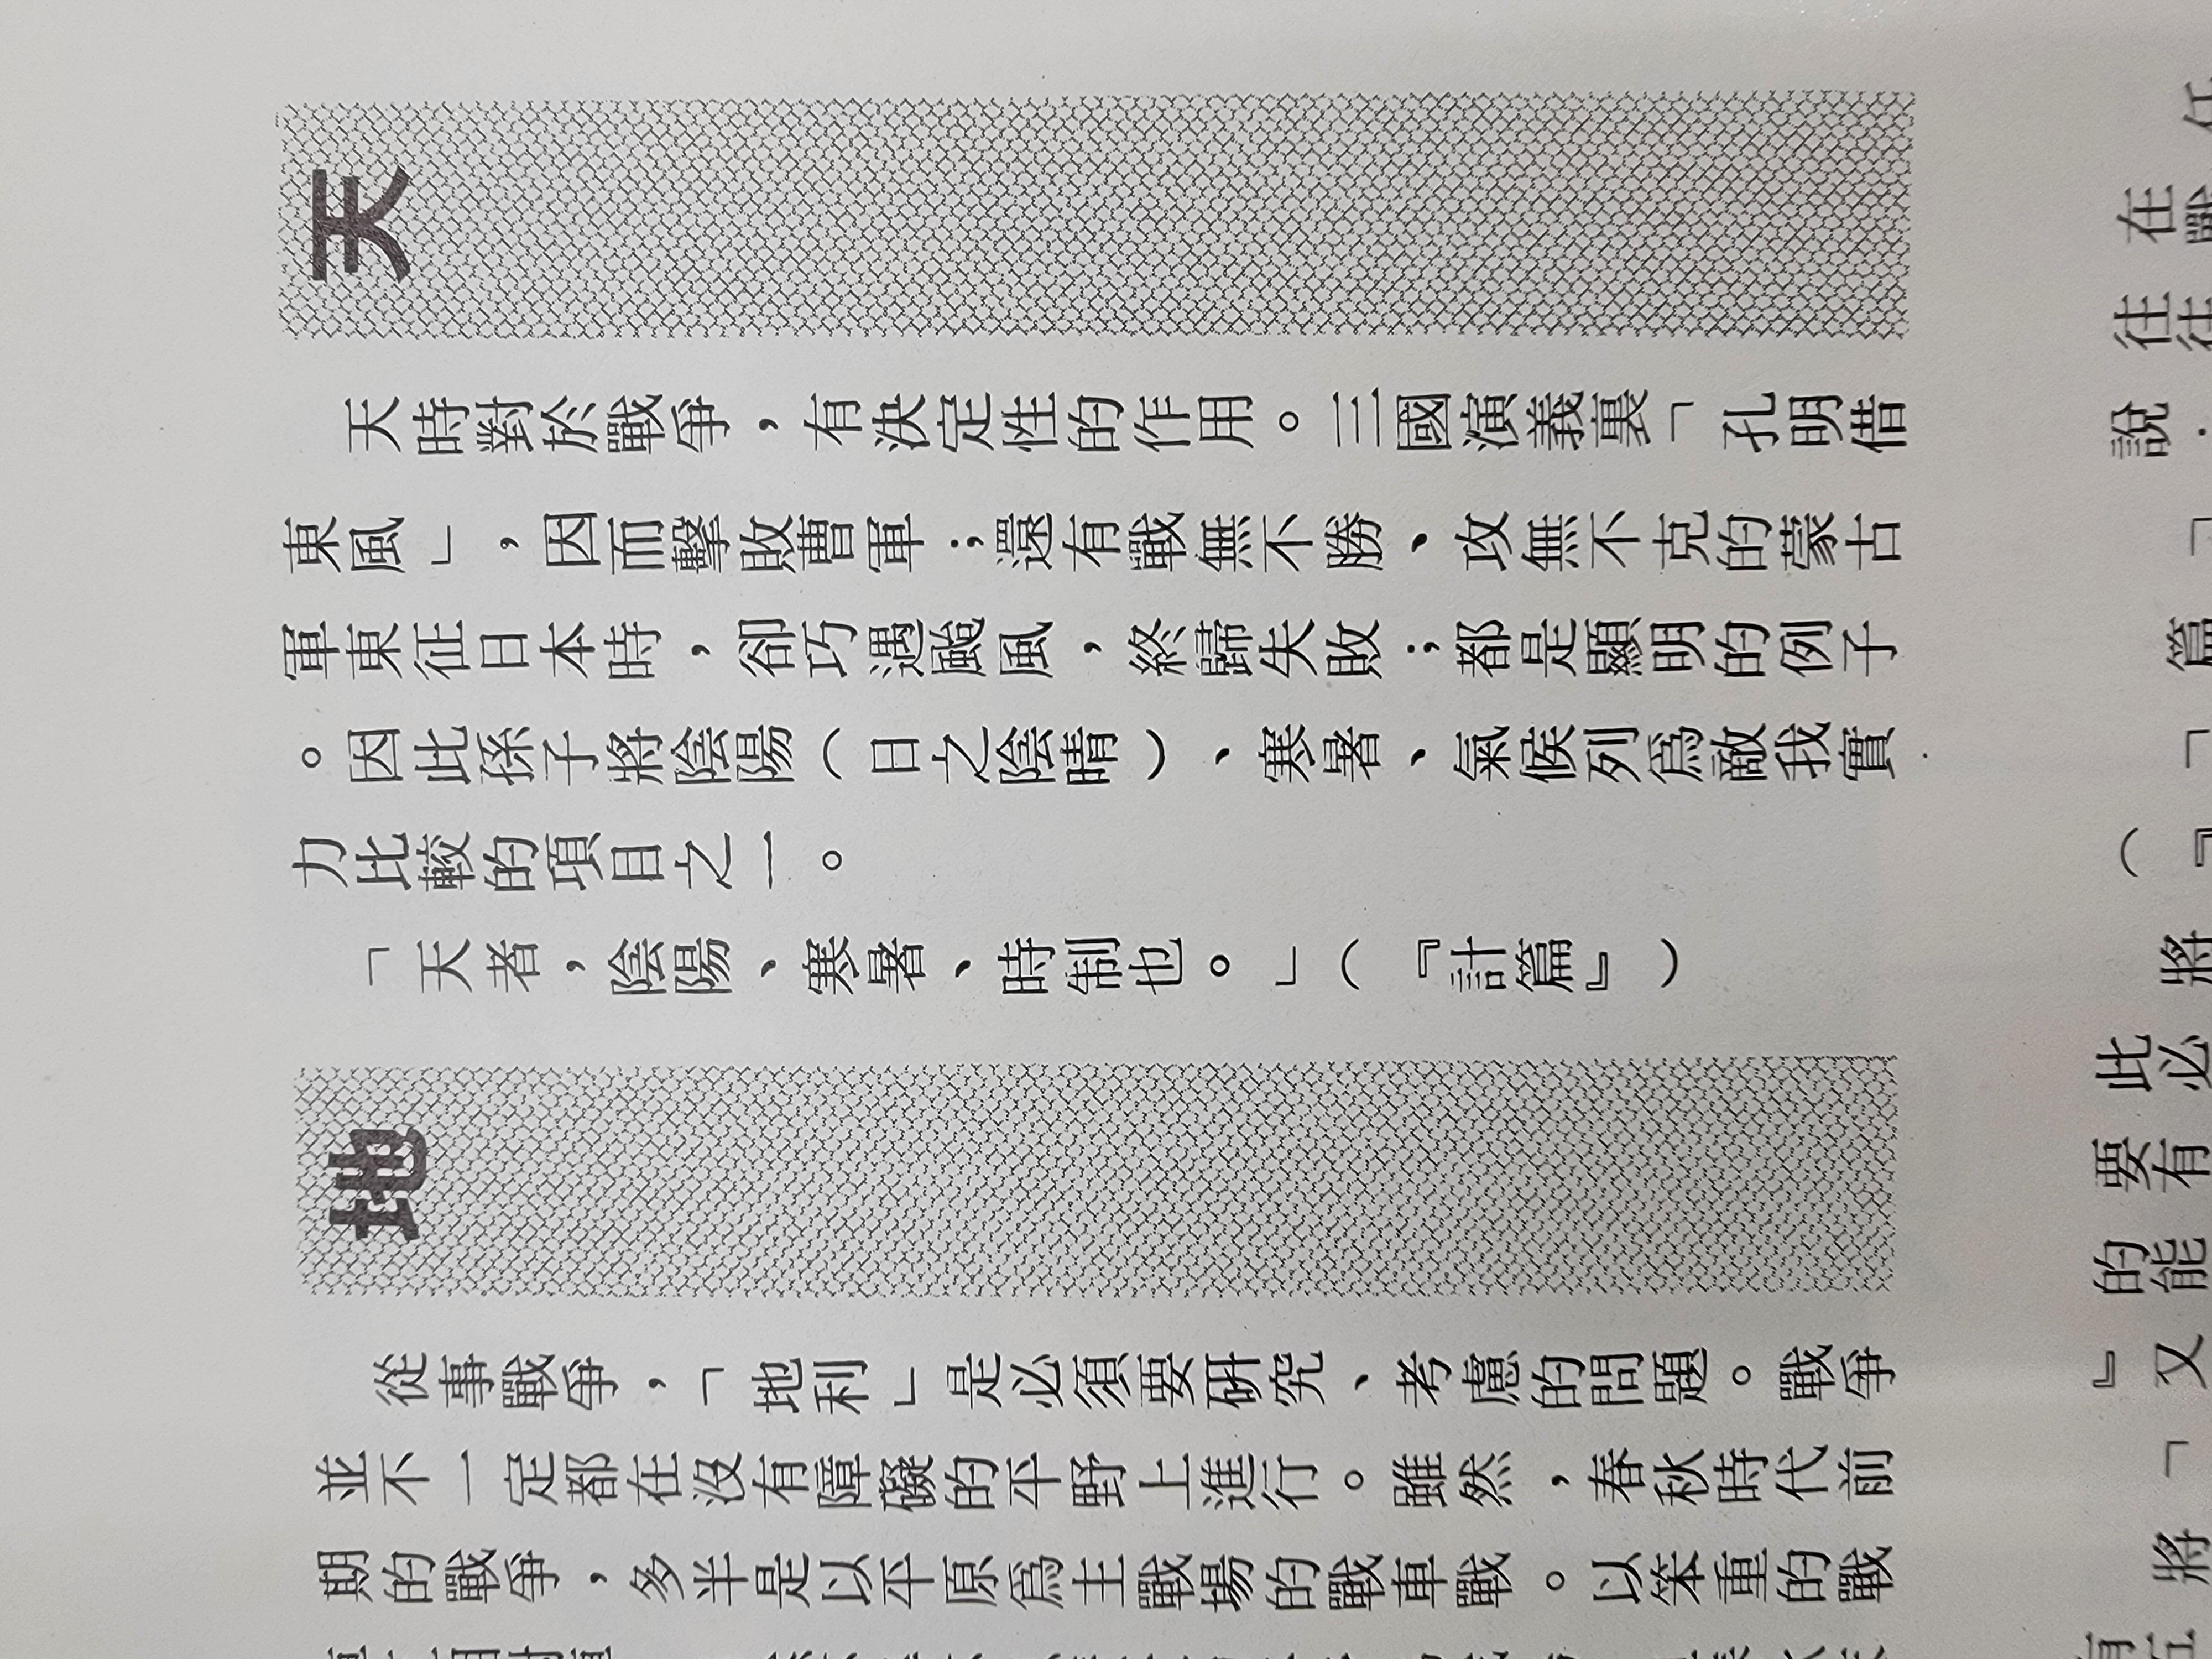 天
天時對於戰爭，有決定性的作用。三國演義裏「孔明借
東風」，因而擊敗曹軍；還有戰無不勝、攻無不克的蒙古
軍東征日本時，卻巧遇颱風，終歸失敗；都是顯明的例子
。因此孫子將陰陽（日之陰晴）、寒暑、氣候列爲敵我實
力比較的項目之一。
「天者，陰陽、寒暑、時制也。」（『計篇』）
地
從事戰爭，「地利」是必須要研究、考慮的問題。戰爭
並不一定都在沒有障礙的平野上進行。雖然，春秋時代前
期的戰爭，多半是以平原爲主戰場的戰車戰。以笨重的戰
在戰
往往
說
「
篇
「
（『
將
此必
要有
的能
』又
「
將